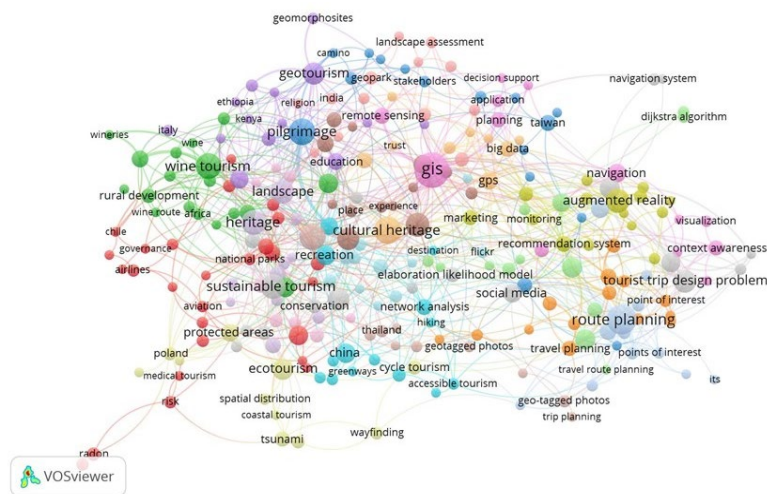 geomorphosites
camino
landscape assessment
geotourism
geopark
stakeholders
decision support
navigation system
ethiopia
religion
india
application
kenya
remote sensing
planning
taiwan
dijkstra algorithm
wineries
italy
pilgrimage
wine
trust
big data
wine tourism
education
gis
navigation
rural development
landscape
gps
augmented reality
wine route
africa
place
experience
marketing
monitoring
visualization
chile
heritage
cultural heritage
governance
national parks
recreation
destination
flickr
recommendation system
context awareness
airlines
sustainable tourism
elaboration likelihood model
tourist trip design problem
aviation
conservation
network analysis
social media
point of interest
protected areas
thailand
hiking
route planning
poland
china
geotagged photos
travel planning
points of interest
medical tourism
ecotourism
greenways
cycle tourism
accessible tourism
travel route planning
its
risk
spatial distribution
geo-tagged photos
coastal tourism
trip planning
radon
tsunami
wayfinding
VOSviewer